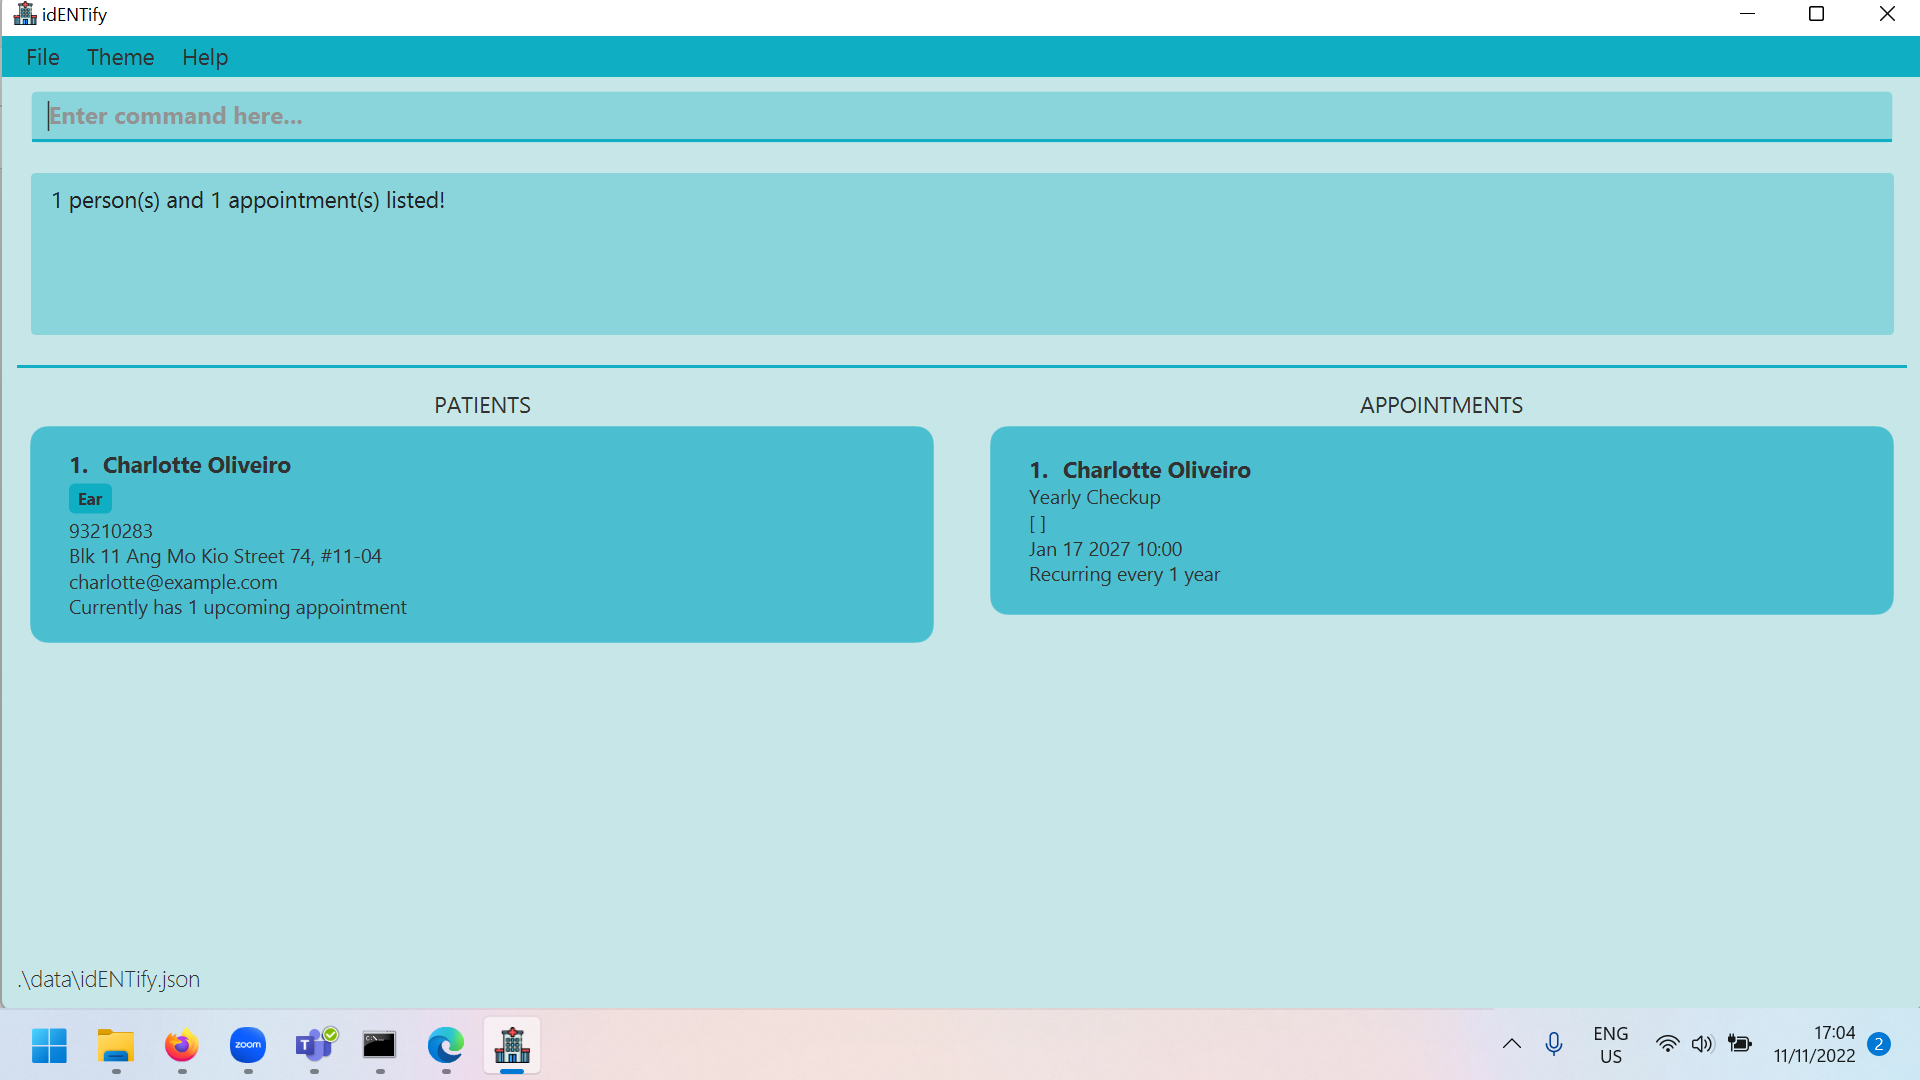 idENTify
File Theme Help
Enter command here...
1 person(s) and 1 appointment(s) listed!
PATIENTS
1. Charlotte Oliveiro
Ear
93210283
Blk 11 Ang Mo Kio Street 74, #11-04
charlotte@example.com
Currently has 1 upcoming appointment
APPOINTMENTS
1. Charlotte Oliveiro
Yearly Checkup
[ ]
Jan 17 2027 10:00
Recurring every 1 year
.\data\idENTify.json
zoom
T
C:\
ENG
US
17:04
11/11/2022
2